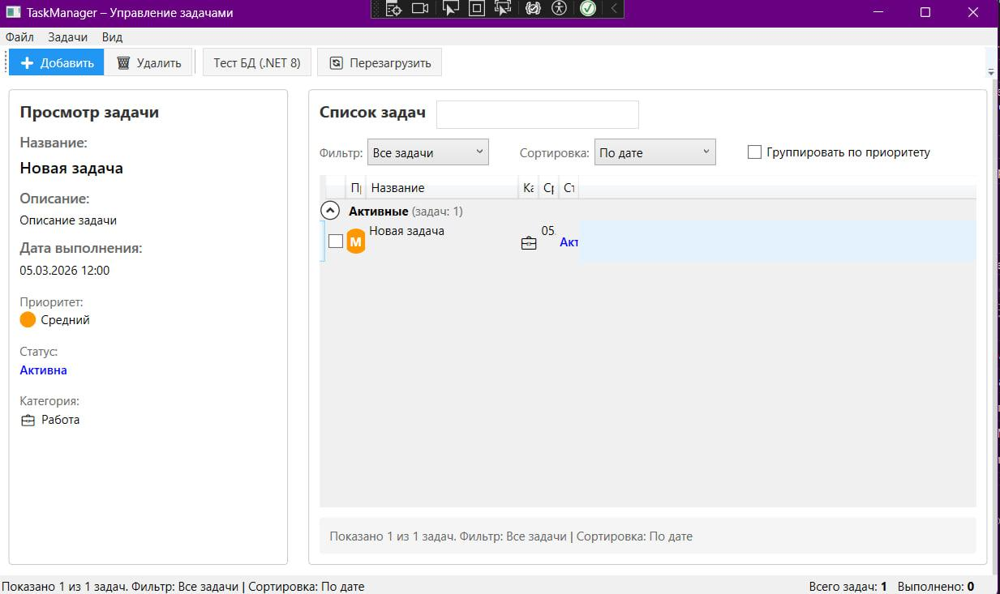 TaskManager – Управление задачами
Файл Задачи Вид
Добавить Удалить Тест БД (.NET 8) Перезагрузить
Просмотр задачи
Название:
Новая задача
Описание:
Описание задачи
Дата выполнения:
05.03.2026 12:00
Приоритет:
Средний
Статус:
Активна
Категория:
Работа
Список задач
Фильтр: Все задачи Сортировка: По дате Группировать по приоритету
Название
Активные (задач: 1)
M Новая задача 05 Акт
Показано 1 из 1 задач. Фильтр: Все задачи | Сортировка: По дате
Показано 1 из 1 задач. Фильтр: Все задачи | Сортировка: По дате Всего задач: 1 Выполнено: 0